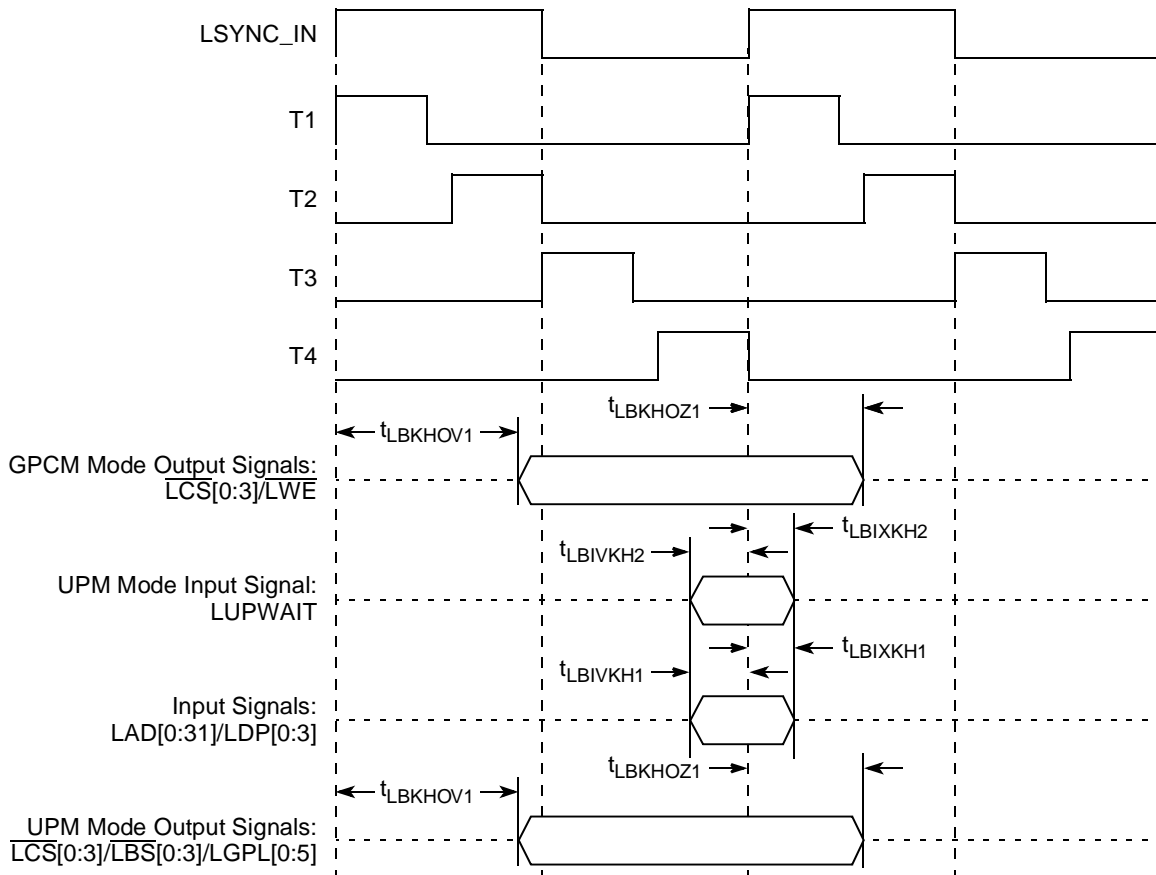 LSYNC_IN
T1
T2
T3
T4
tLBKHOZ1
tLBKHOV1
GPCM Mode Output Signals:
LCS[0:3]/LWE
tLBIXKH2
tLBIVKH2
UPM Mode Input Signal:
LUPWAIT
tLBIXKH1
tLBIVKH1
Input Signals:
LAD[0:31]/LDP[0:3]
tLBKHOZ1
tLBKHOV1
UPM Mode Output Signals:
LCS[0:3]/LBS[0:3]/LGPL[0:5]